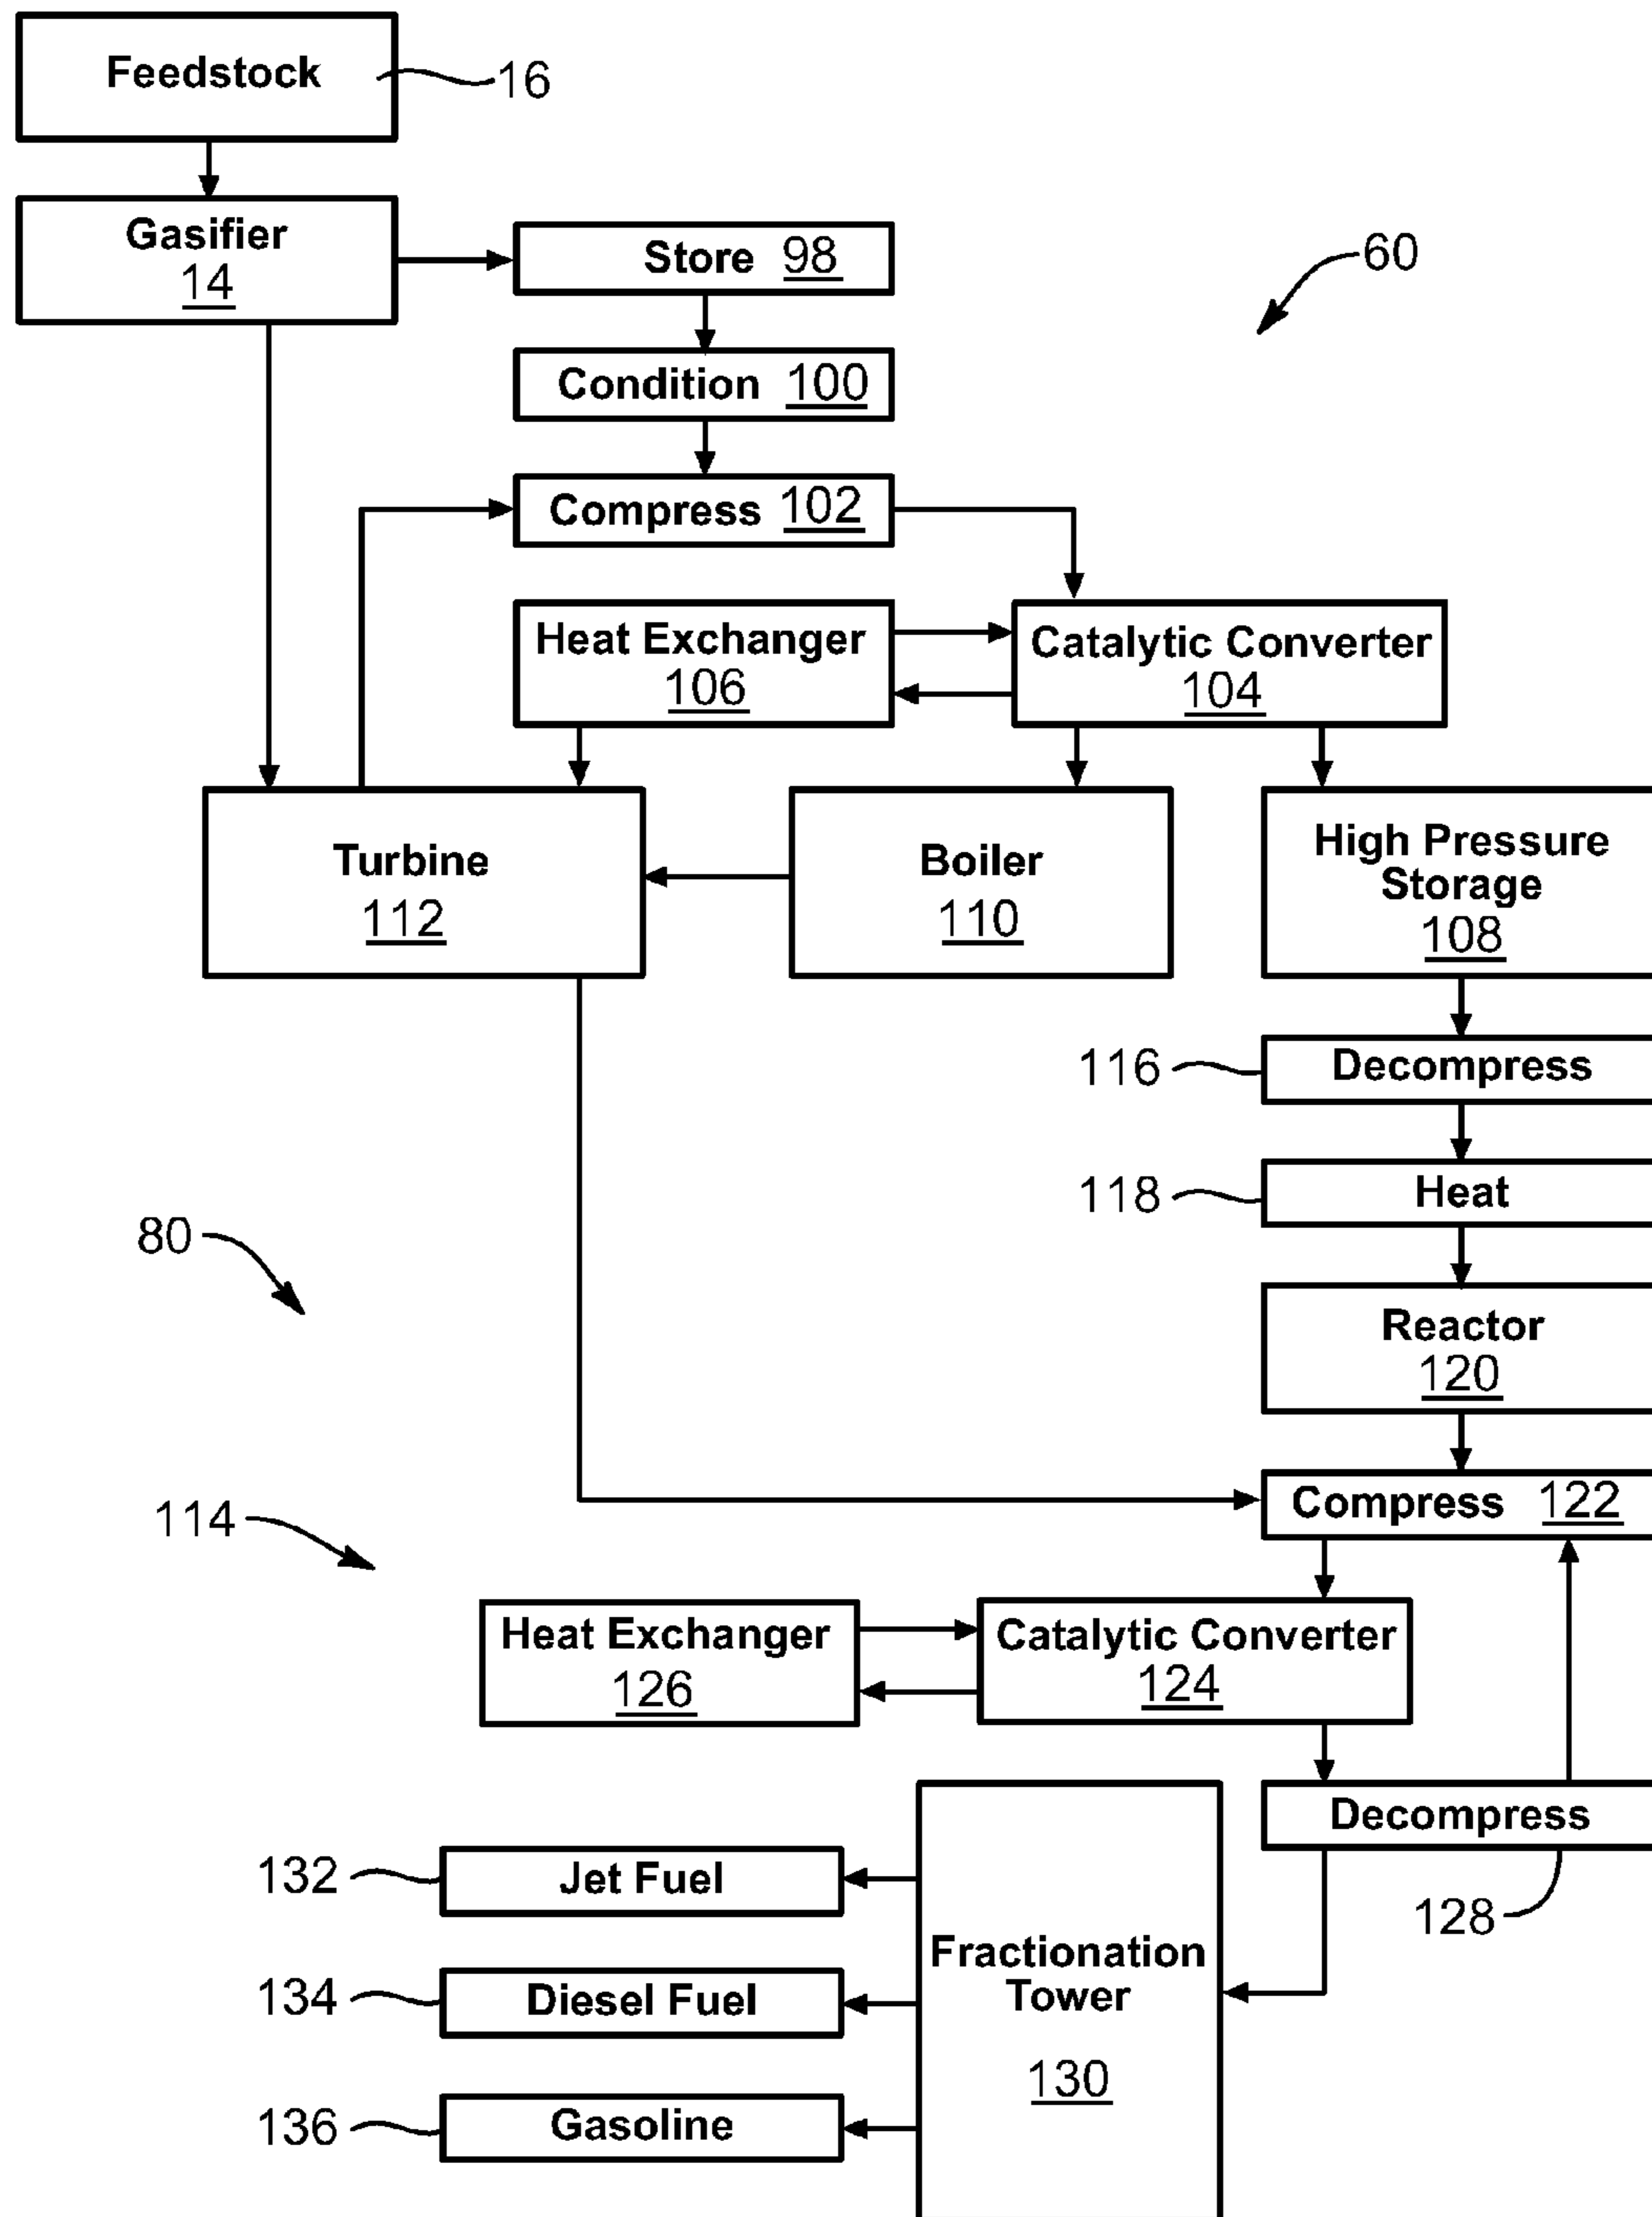 Feedstock
16
Gasifier
14
Store 98
60
Condition 100
Compress 102
Heat Exchanger
106
Catalytic Converter
104
Turbine
112
Boiler
110
High Pressure
Storage
108
116
Decompress
118
Heat
80
Reactor
120
Compress 122
114
Heat Exchanger
126
Catalytic Converter
124
Decompress
128
132
Jet Fuel
134
Diesel Fuel
136
Gasoline
Fractionation
Tower
130